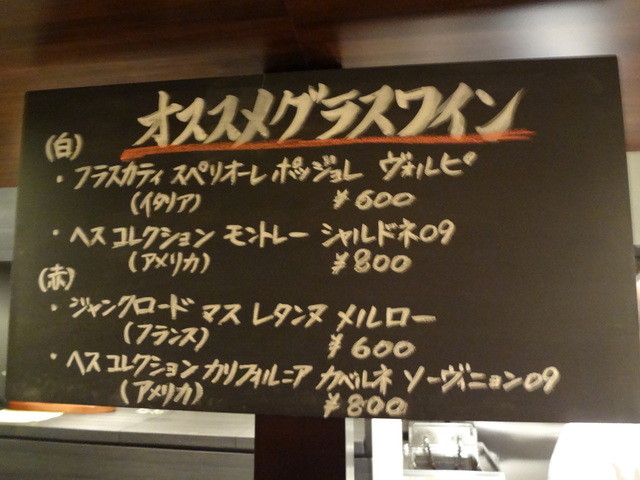 オススメグラスワイン
(白)
・フラスカティ スペリオーレ ポッジョレ ヴォルピ
(イタリア) ¥600
・ヘス コレクション モントレー シャルドネ09
(アメリカ) ¥800
(赤)
・ジャンクロード マス レタンヌ メルロー
(フランス) ¥600
・ヘス コレクション カリフォルニア カベルネ ソーヴィニョン09
(アメリカ) ¥800